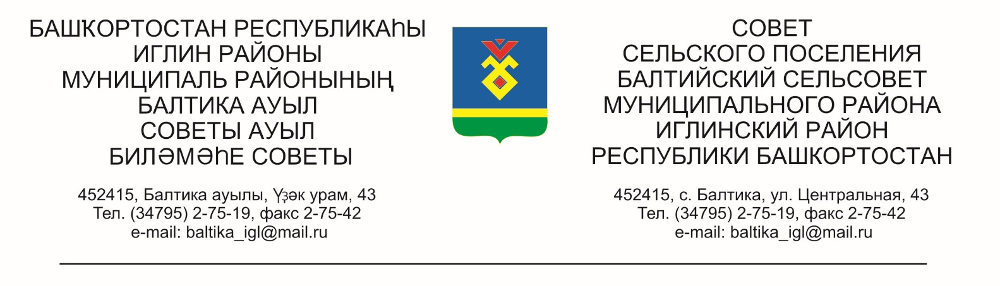 БАШҠОРТОСТАН РЕСПУБЛИКАҺЫ
ИГЛИН РАЙОНЫ
МУНИЦИПАЛЬ РАЙОНЫНЫҢ
БАЛТИКА АУЫЛ
СОВЕТЫ АУЫЛ
БИЛӘМӘҺЕ СОВЕТЫ
452415, Балтика ауылы, Үҙәк урам, 43
Тел. (34795) 2-75-19, факс 2-75-42
e-mail: baltika_igl@mail.ru
СОВЕТ
СЕЛЬСКОГО ПОСЕЛЕНИЯ
БАЛТИЙСКИЙ СЕЛЬСОВЕТ
МУНИЦИПАЛЬНОГО РАЙОНА
ИГЛИНСКИЙ РАЙОН
РЕСПУБЛИКИ БАШКОРТОСТАН
452415, с. Балтика, ул. Центральная, 43
Тел. (34795) 2-75-19, факс 2-75-42
e-mail: baltika_igl@mail.ru